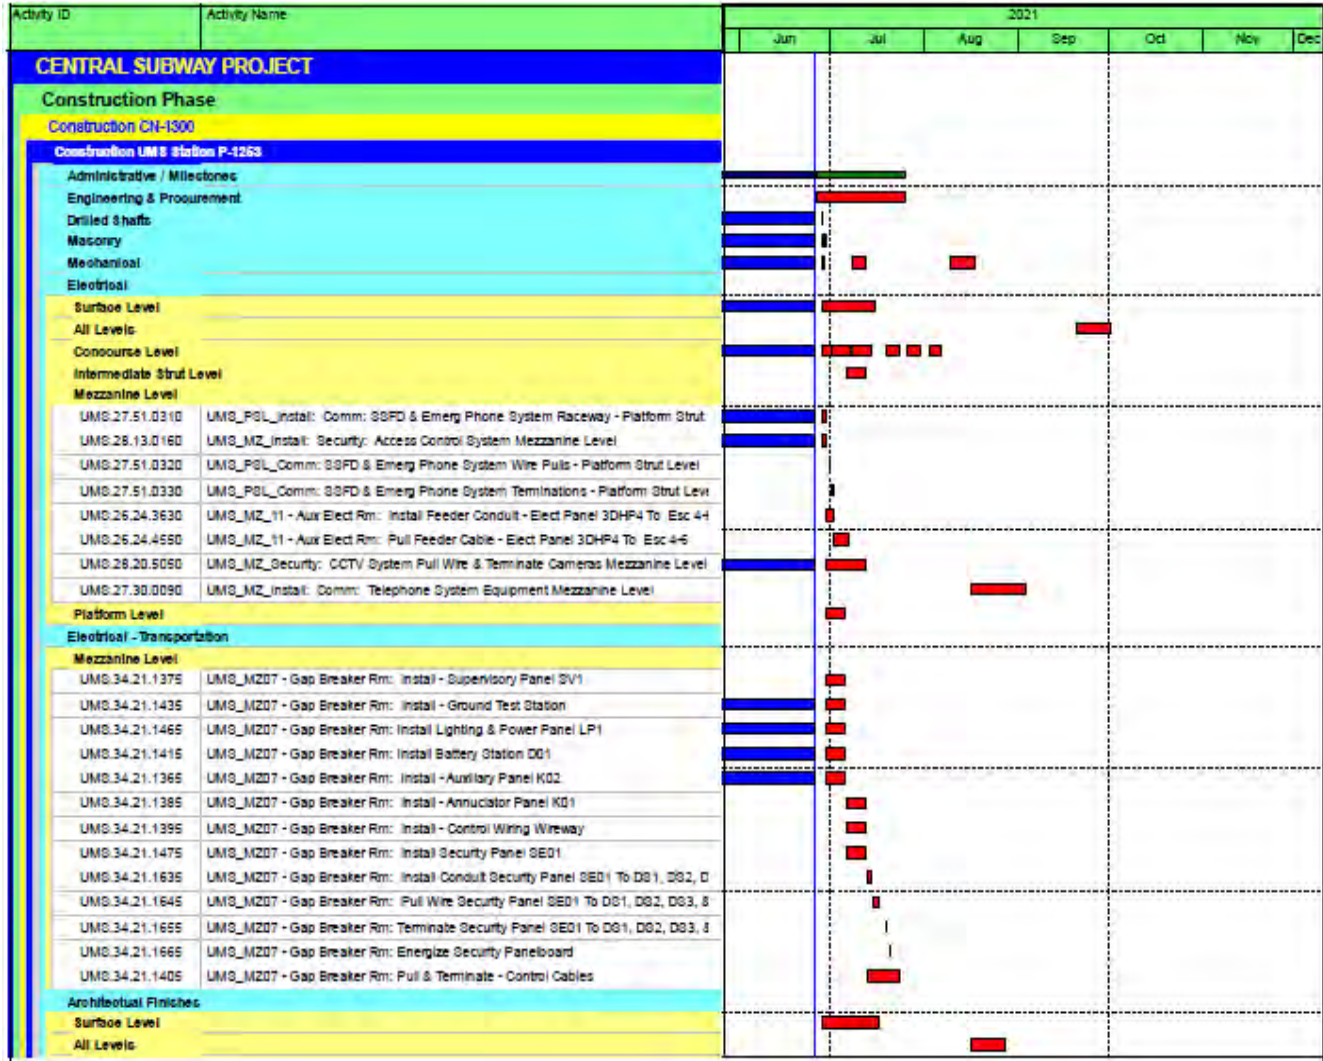 Activity ID Activity Name 2021
Jun Jul Aug Sep Oct Nov Dec
CENTRAL SUBWAY PROJECT
Construction Phase
Construction CN-1300
Construction UMS Station P-1253
Administrative / Milestones
Engineering & Procurement
Drilled Shafts
Masonry
Mechanical
Electrical
Surface Level
All Levels
Concourse Level
Intermediate Strut Level
Mezzanine Level
UMS.27.51.0310 UMS_PSL_Install: Comm: SSFD & Emerg Phone System Raceway - Platform Strut
UMS.28.13.0160 UMS_MZ_Install: Security: Access Control System Mezzanine Level
UMS.27.51.0320 UMS_PSL_Comm: SSFD & Emerg Phone System Wire Pulls - Platform Strut Level
UMS.27.51.0330 UMS_PSL_Comm: SSFD & Emerg Phone System Terminations - Platform Strut Leve
UMS.26.24.3630 UMS_MZ_11 - Aux Elect Rm: Install Feeder Conduit - Elect Panel 3DHP4 To Esc 4-
UMS.26.24.4550 UMS_MZ_11 - Aux Elect Rm: Pull Feeder Cable - Elect Panel 3DHP4 To Esc 4-6
UMS.28.20.5050 UMS_MZ_Security: CCTV System Pull Wire & Terminate Cameras Mezzanine Level
UMS.27.30.0090 UMS_MZ_Install: Comm: Telephone System Equipment Mezzanine Level
Platform Level
Electrical - Transportation
Mezzanine Level
UMS.34.21.1375 UMS_MZ07 - Gap Breaker Rm: Install - Supervisory Panel SV1
UMS.34.21.1435 UMS_MZ07 - Gap Breaker Rm: Install - Ground Test Station
UMS.34.21.1465 UMS_MZ07 - Gap Breaker Rm: Install Lighting & Power Panel LP1
UMS.34.21.1415 UMS_MZ07 - Gap Breaker Rm: Install Battery Station D01
UMS.34.21.1365 UMS_MZ07 - Gap Breaker Rm: Install - Auxiliary Panel K02
UMS.34.21.1385 UMS_MZ07 - Gap Breaker Rm: Install - Annuciator Panel K01
UMS.34.21.1395 UMS_MZ07 - Gap Breaker Rm: Install - Control Wiring Wireway
UMS.34.21.1475 UMS_MZ07 - Gap Breaker Rm: Install Security Panel SE01
UMS.34.21.1635 UMS_MZ07 - Gap Breaker Rm: Install Conduit Security Panel SE01 To DS1, DS2, D
UMS.34.21.1645 UMS_MZ07 - Gap Breaker Rm: Pull Wire Security Panel SE01 To DS1, DS2, DS3, &
UMS.34.21.1655 UMS_MZ07 - Gap Breaker Rm: Terminate Security Panel SE01 To DS1, DS2, DS3, &
UMS.34.21.1665 UMS_MZ07 - Gap Breaker Rm: Energize Security Panelboard
UMS.34.21.1405 UMS_MZ07 - Gap Breaker Rm: Pull & Terminate - Control Cables
Architectual Finishes
Surface Level
All Levels